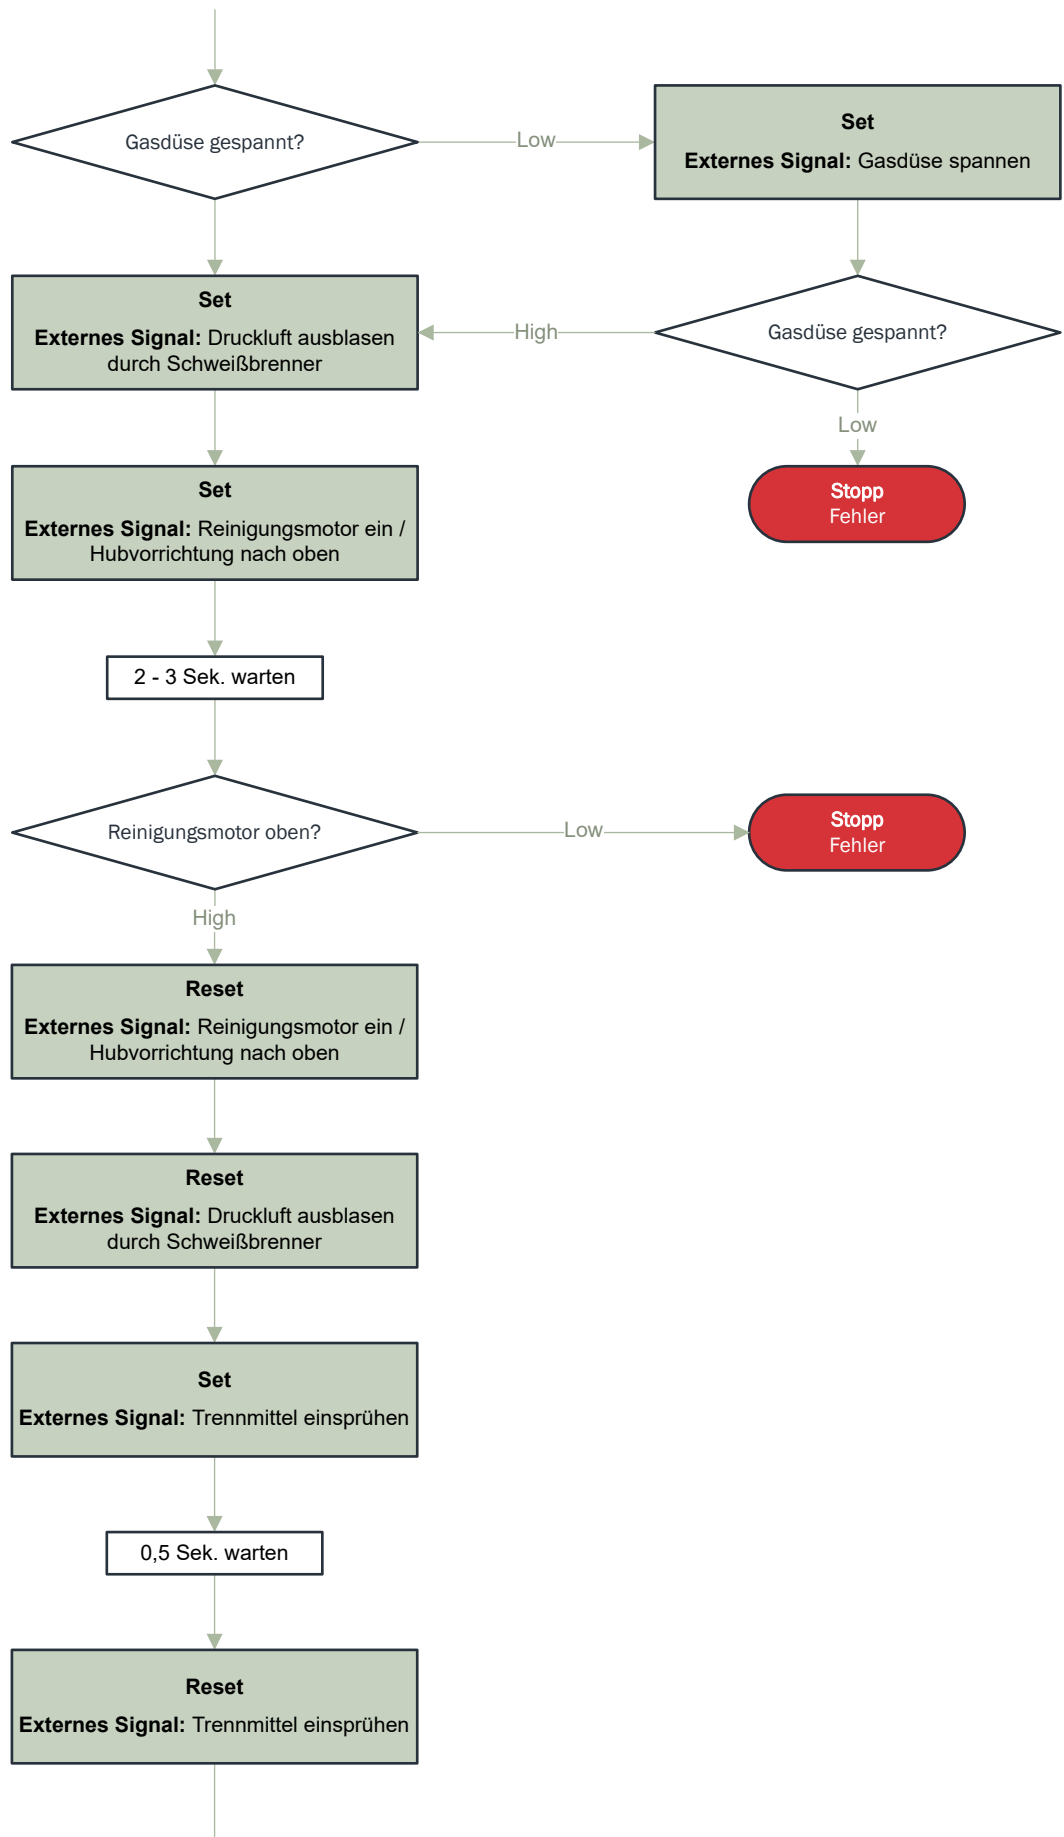 Gasdüse gespannt?
Low
Set
Externes Signal: Gasdüse spannen
Set
Externes Signal: Druckluft ausblasen
durch Schweißbrenner
High
Gasdüse gespannt?
Low
Stopp
Fehler
Set
Externes Signal: Reinigungsmotor ein /
Hubvorrichtung nach oben
2 - 3 Sek. warten
Reinigungsmotor oben?
Low
Stopp
Fehler
High
Reset
Externes Signal: Reinigungsmotor ein /
Hubvorrichtung nach oben
Reset
Externes Signal: Druckluft ausblasen
durch Schweißbrenner
Set
Externes Signal: Trennmittel einsprühen
0,5 Sek. warten
Reset
Externes Signal: Trennmittel einsprühen